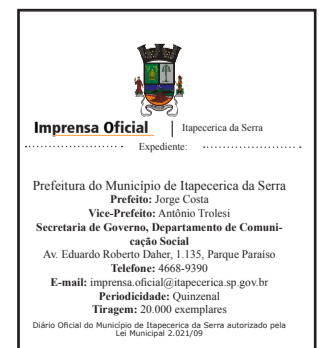 Imprensa Oficial
Itapecerica da Serra
Expediente:
Prefeitura do Município de Itapecerica da Serra
Prefeito: Jorge Costa
Vice-Prefeito: Antônio Trolesi
Secretaria de Governo, Departamento de Comuni-
cação Social
Av. Eduardo Roberto Daher, 1.135, Parque Paraíso
Telefone: 4668-9390
E-mail: imprensa.oficial@itapecerica.sp.gov.br
Periodicidade: Quinzenal
Tiragem: 20.000 exemplares
Diário Oficial do Município de Itapecerica da Serra autorizado pela
Lei Municipal 2.021/09